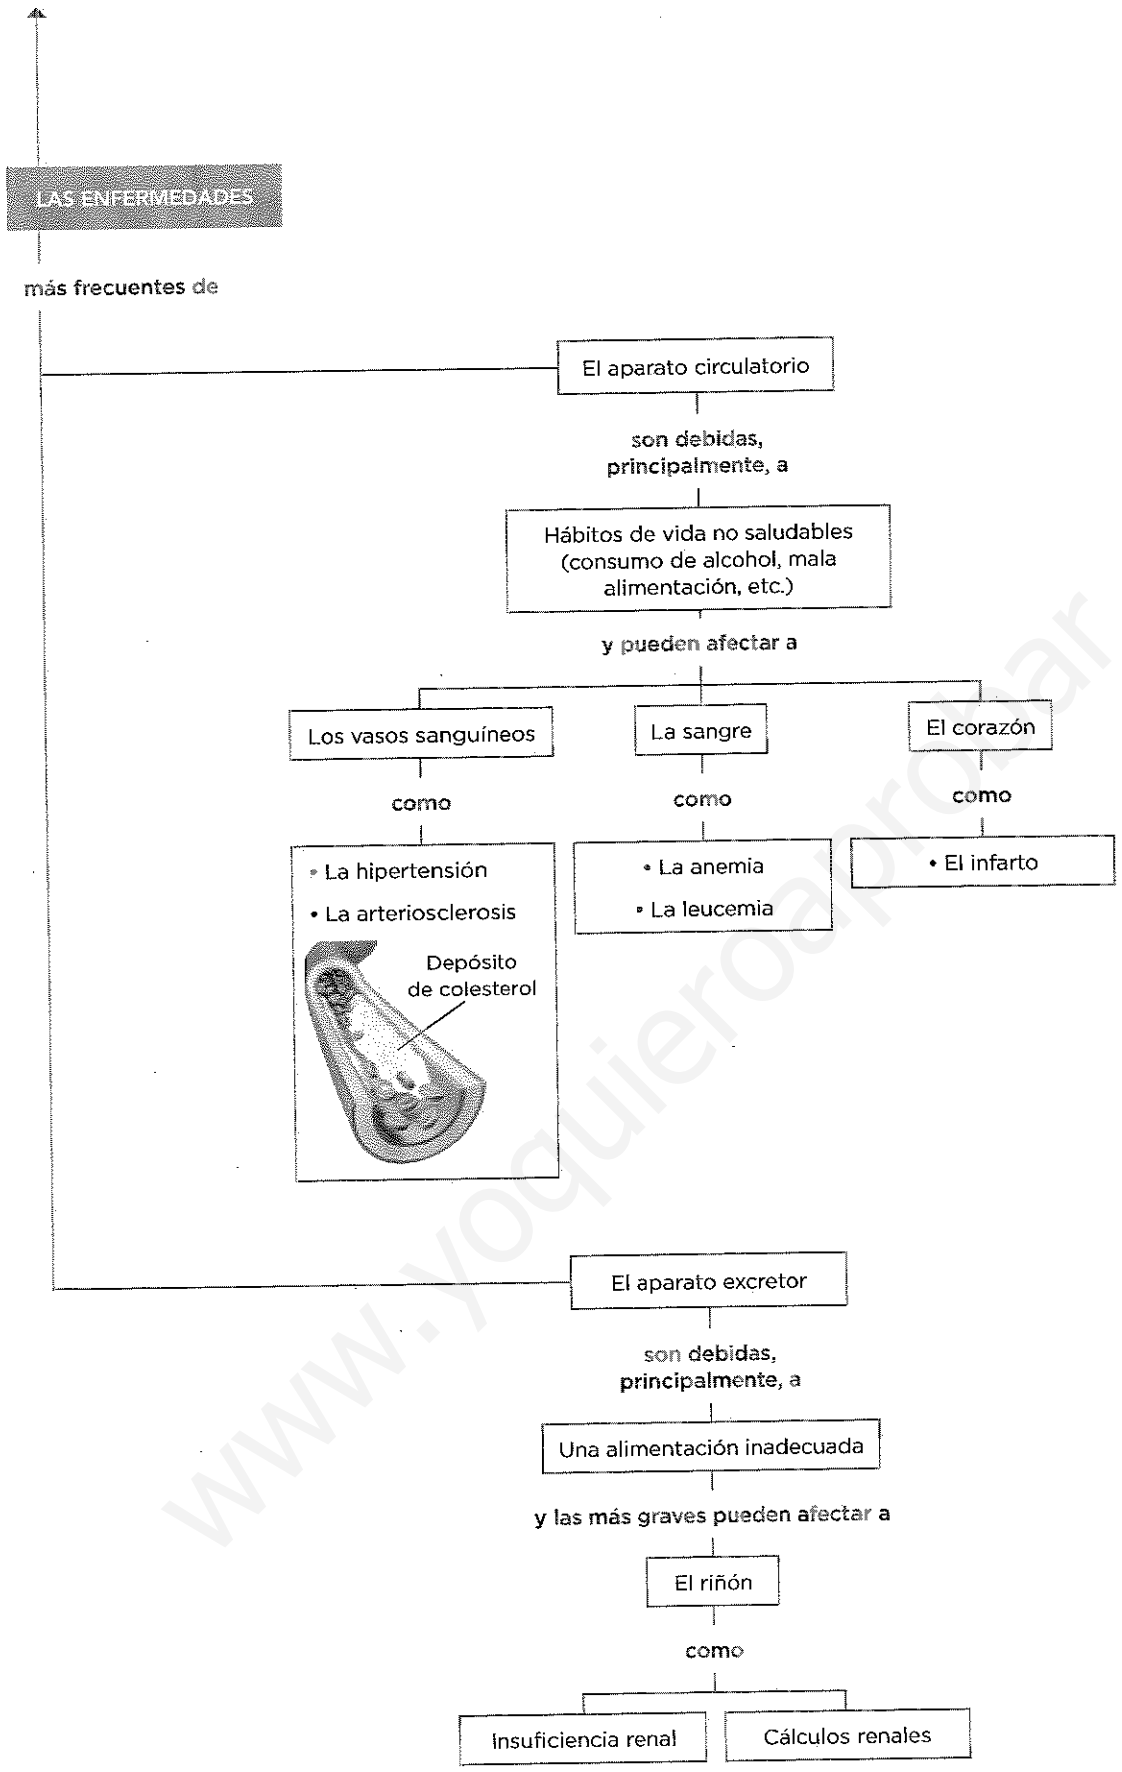 LAS ENFERMEDADES
más frecuentes de
El aparato circulatorio
son debidas,
principalmente, a
Hábitos de vida no saludables
(consumo de alcohol, mala
alimentación, etc.)
y pueden afectar a
Los vasos sanguíneos
La sangre
El corazón
como
como
como
• La hipertensión
• La arteriosclerosis
Depósito
de colesterol
• La anemia
• La leucemia
• El infarto
El aparato excretor
son debidas,
principalmente, a
Una alimentación inadecuada
y las más graves pueden afectar a
El riñón
como
Insuficiencia renal
Cálculos renales
www.yoquieroaprobar